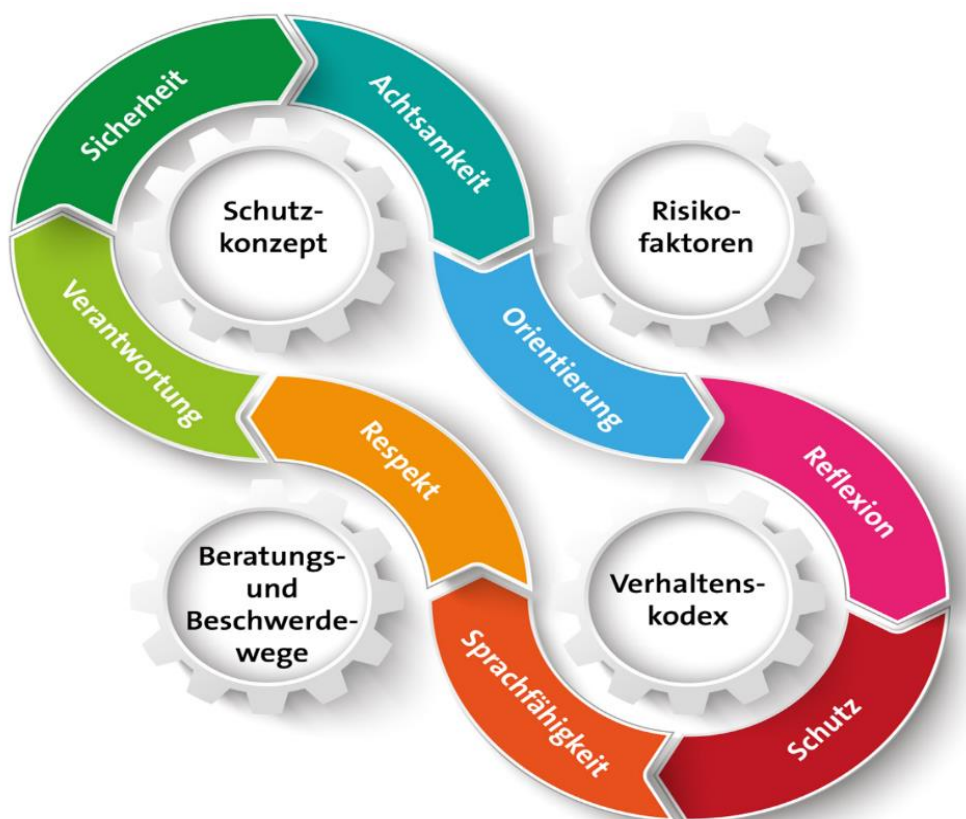 Sicherheit
Achtsamkeit
Schutz-
konzept
Risiko-
faktoren
Verantwortung
Orientierung
Respekt
Reflexion
Beratungs-
und
Beschwerde-
wege
Verhaltens-
kodex
Sprachfähigkeit
Schutz